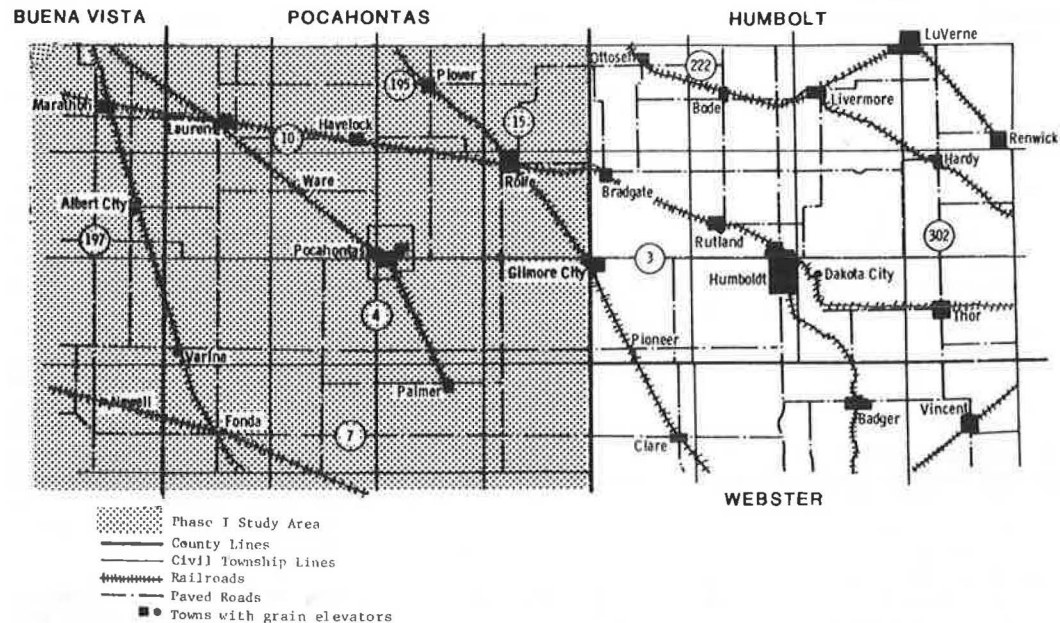 BUENA VISTA
POCAHONTAS
HUMBOLT
LuVerne
Ottosen
222
Plover
195
Bode
Livermore
Marathon
Laurens
Havelock
10
15
Renwick
Hardy
Rolfe
Ware
Bradgate
Albert City
Rutland
197
302
Pocahontas
3
Gilmore City
Humboldt
Dakota City
4
Thor
Pioneer
Varina
Palmer
Newell
Fonda
7
Badger
Vincent
Clare
WEBSTER
Phase I Study Area
County Lines
Civil Township Lines
Railroads
Paved Roads
Towns with grain elevators